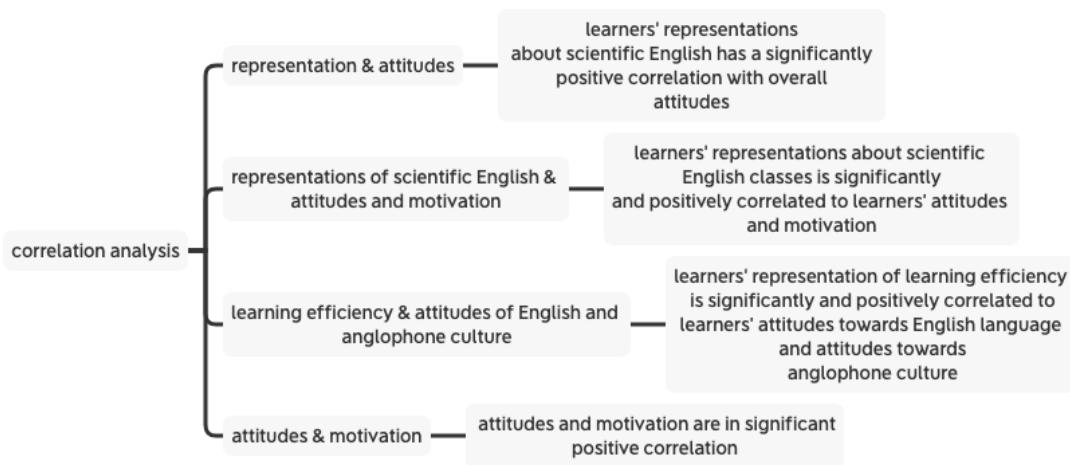 correlation analysis
representation & attitudes
learners' representations
about scientific English has a significantly
positive correlation with overall
attitudes
representations of scientific English &
attitudes and motivation
learners' representations about scientific
English classes is significantly
and positively correlated to learners' attitudes
and motivation
learning efficiency & attitudes of English and
anglophone culture
learners' representation of learning efficiency
is significantly and positively correlated to
learners' attitudes towards English language
and attitudes towards
anglophone culture
attitudes & motivation
attitudes and motivation are in significant
positive correlation